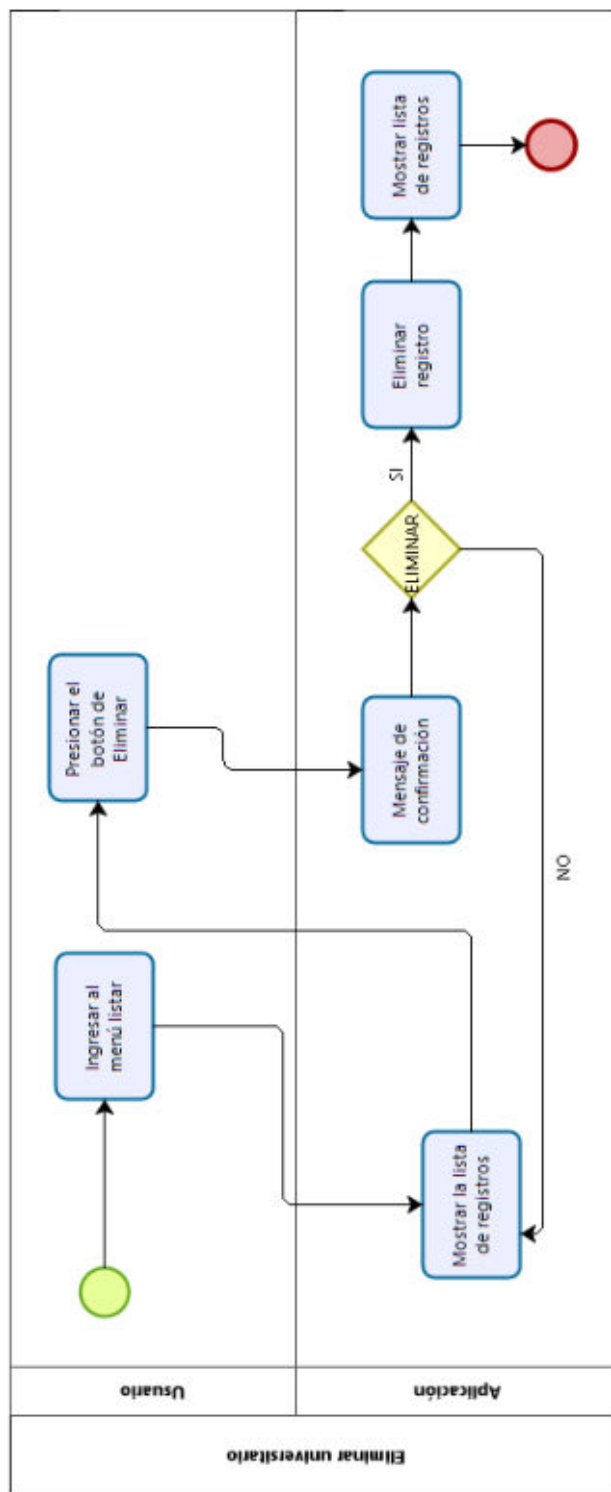 Eliminar universitario
Usuario
Aplicación
Ingresar al
menú listar
Mostrar la lista
de registros
Presionar el
botón de
Eliminar
Mensaje de
confirmación
ELIMINAR
SI
NO
Eliminar
registro
Mostrar lista
de registros